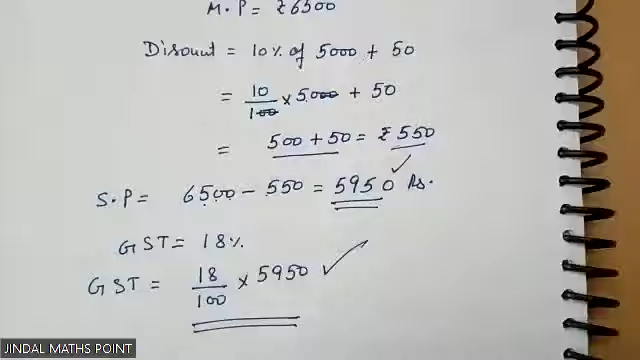 M.P = ₹6500
Disount = 10% of 5000 + 50
= 10/100 × 5000 + 50
= 500 + 50 = ₹550
S.P = 6500 - 550 = 5950 Rs.
GST = 18%
GST = 18/100 × 5950
JINDAL MATHS POINT